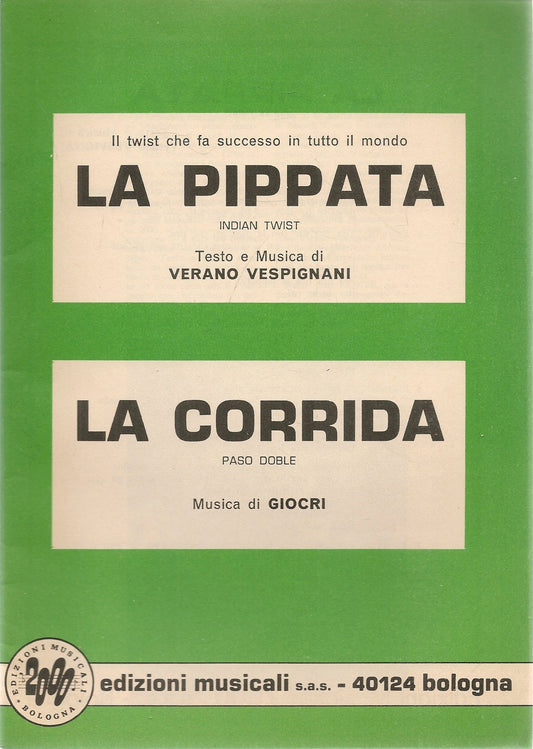 Il twist che fa successo in tutto il mondo
LA PIPPATA
INDIAN TWIST
Testo e Musica di
VERANO VESPIGNANI
LA CORRIDA
PASO DOBLE
Musica di GIOCRI
EDIZIONI MUSICALI
2000
BOLOGNA
edizioni musicali s.a.s. - 40124 bologna